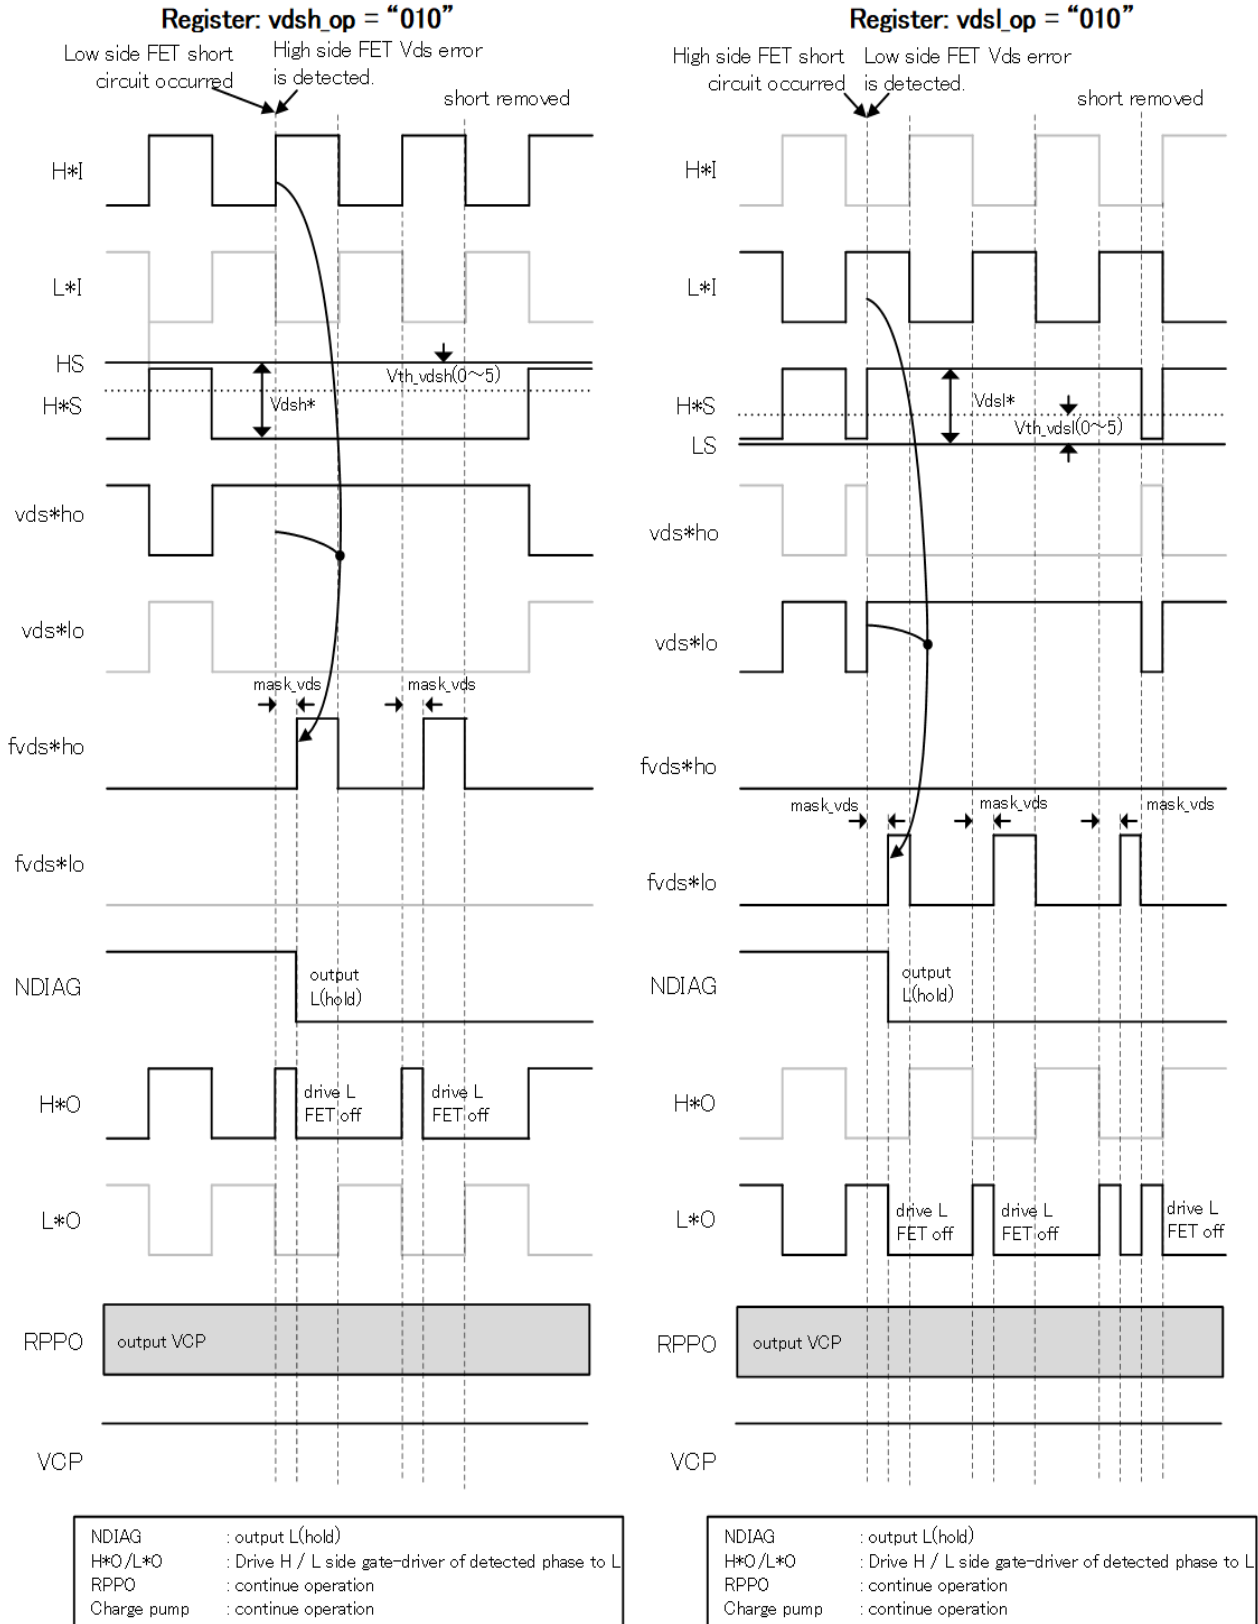 Register: vdsh_op = “010”
Low side FET short
circuit occurred
High side FET Vds error
is detected.
short removed
H*I
L*I
HS
Vth_vdsh(0～5)
H*S
Vdsh*
vds*ho
vds*lo
mask_vds
mask_vds
fvds*ho
fvds*lo
NDIAG
output
L(hold)
H*O
drive L
FET off
drive L
FET off
L*O
RPPO
output VCP
VCP
NDIAG : output L(hold)
H*O/L*O : Drive H / L side gate-driver of detected phase to L
RPPO : continue operation
Charge pump : continue operation
Register: vdsl_op = “010”
High side FET short
circuit occurred
Low side FET Vds error
is detected.
short removed
H*I
L*I
H*S
Vdsl*
Vth_vdsl(0～5)
LS
vds*ho
vds*lo
fvds*ho
mask_vds
mask_vds
mask_vds
fvds*lo
NDIAG
output
L(hold)
H*O
L*O
drive L
FET off
drive L
FET off
drive L
FET off
RPPO
output VCP
VCP
NDIAG : output L(hold)
H*O/L*O : Drive H / L side gate-driver of detected phase to L
RPPO : continue operation
Charge pump : continue operation